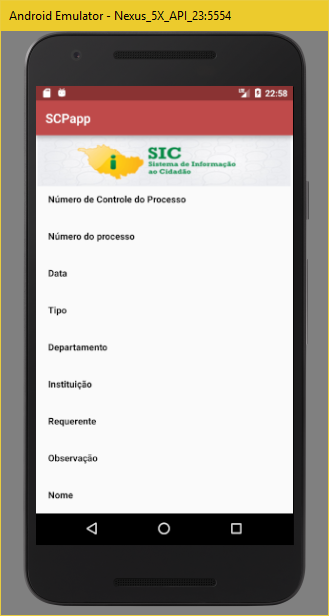 Android Emulator - Nexus_5X_API_23:5554
22:58
SCPapp
SIC
Sistema de Informação
ao Cidadão
Número de Controle do Processo
Número do processo
Data
Tipo
Departamento
Instituição
Requerente
Observação
Nome